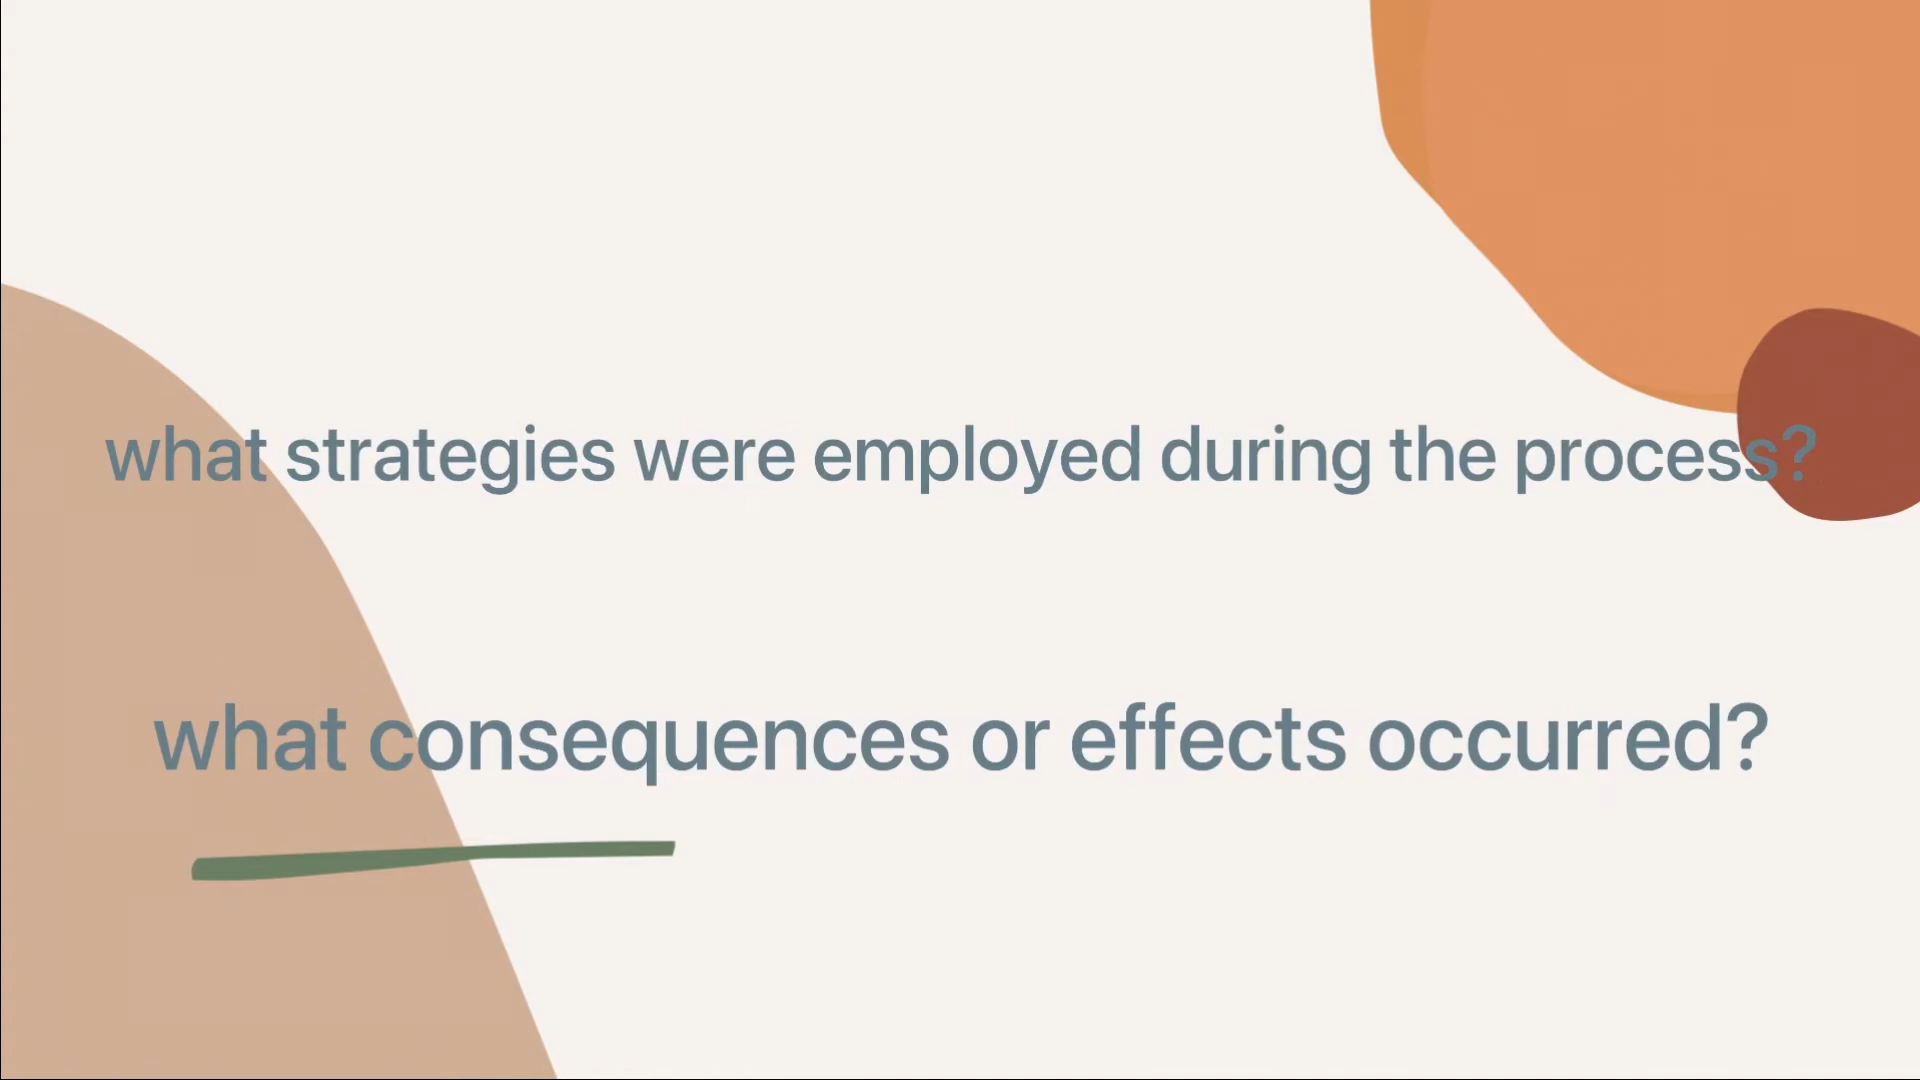 what strategies were employed during the process?
what consequences or effects occurred?